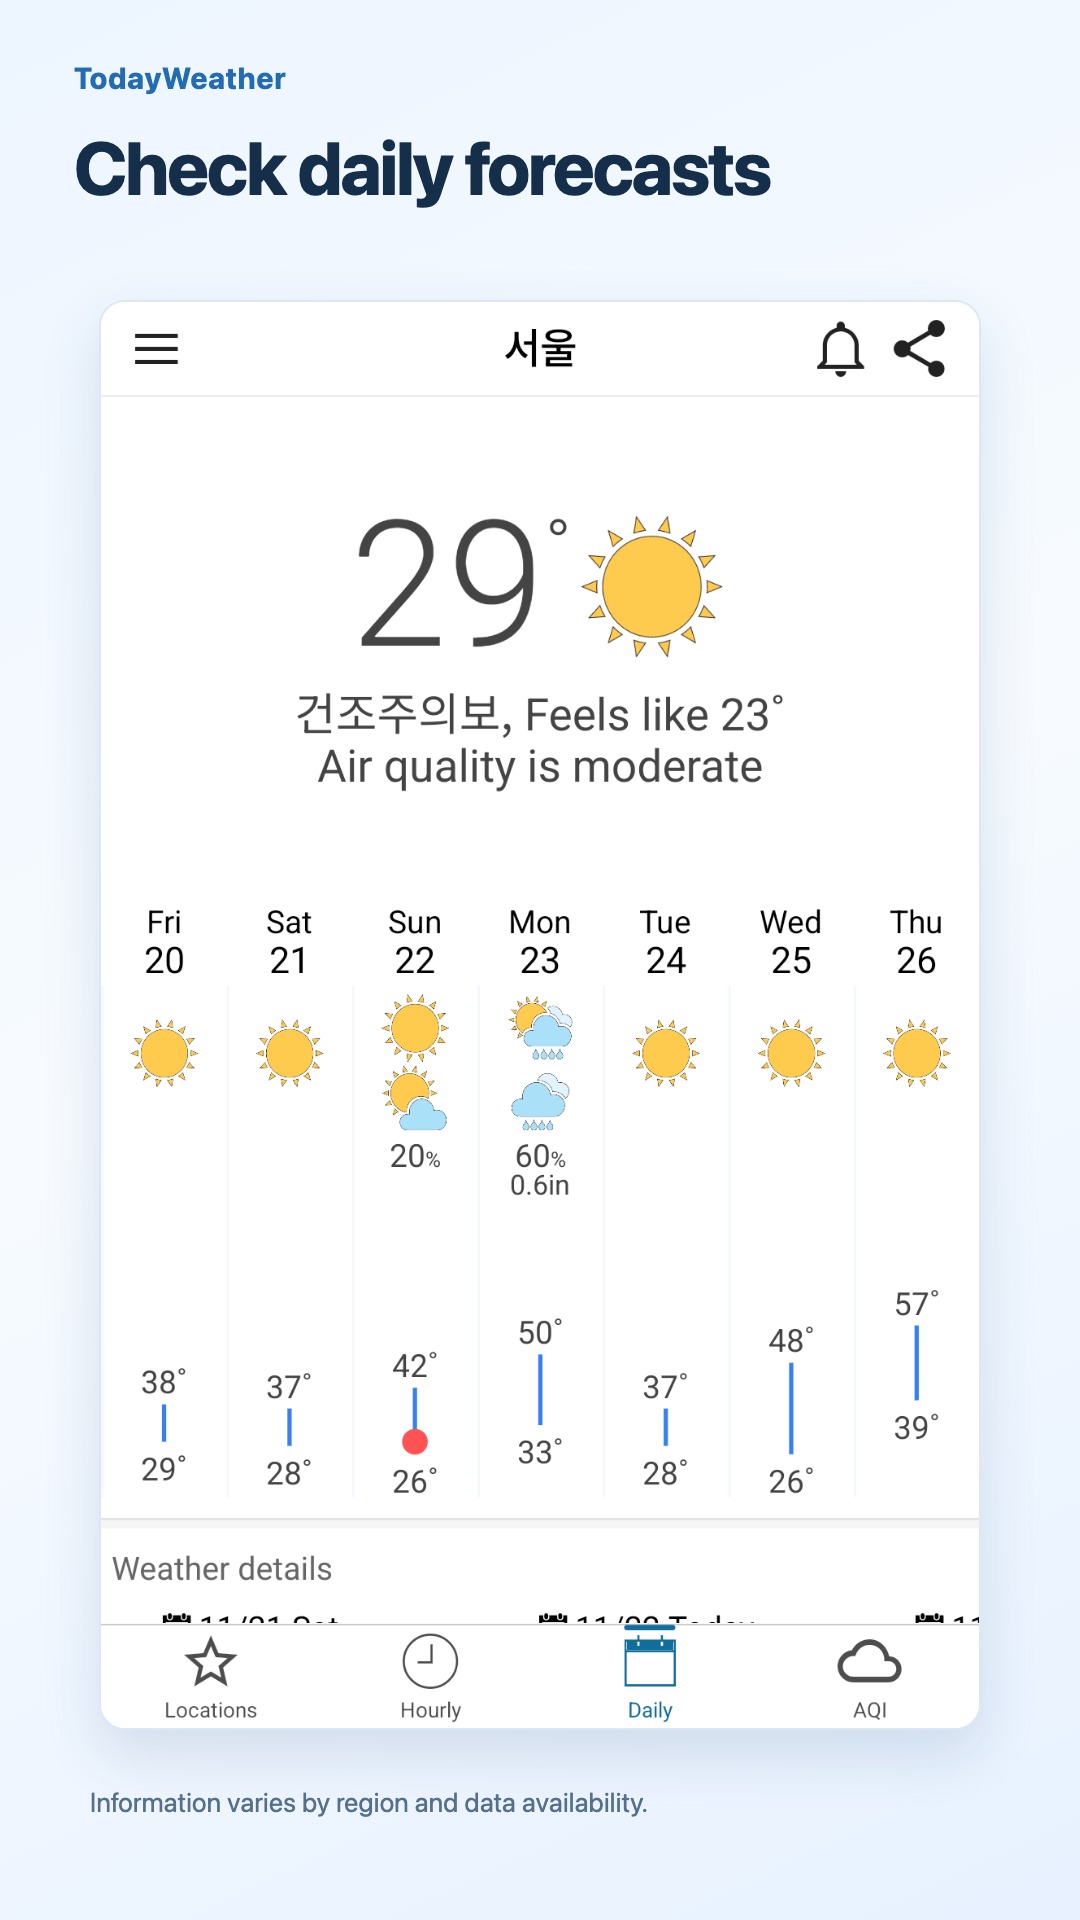 TodayWeather
Check daily forecasts
서울
29°
건조주의보, Feels like 23°
Air quality is moderate
Fri Sat Sun Mon Tue Wed Thu
20 21 22 23 24 25 26
20% 60%
0.6in
57°
50° 48°
42°
38° 37° 37°
39°
33°
29° 28° 26° 28° 26°
Weather details
Locations Hourly Daily AQI
Information varies by region and data availability.